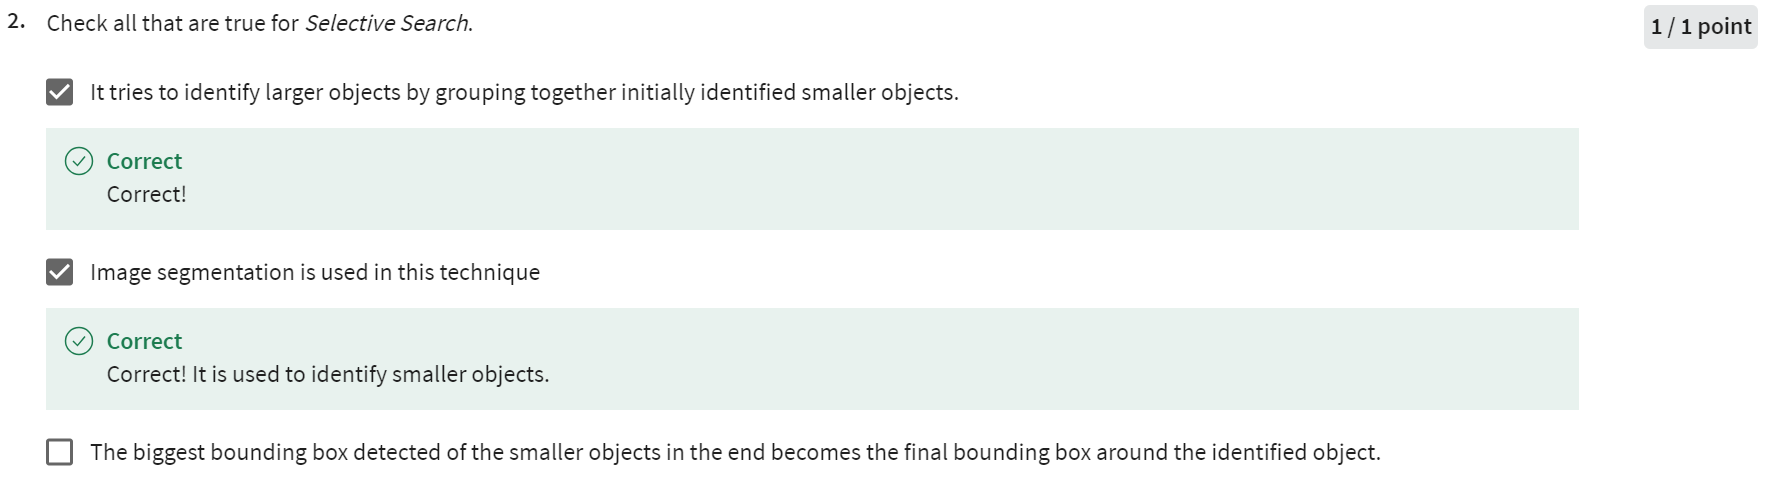 2. Check all that are true for Selective Search.
1 / 1 point
It tries to identify larger objects by grouping together initially identified smaller objects.
Correct
Correct!
Image segmentation is used in this technique
Correct
Correct! It is used to identify smaller objects.
The biggest bounding box detected of the smaller objects in the end becomes the final bounding box around the identified object.